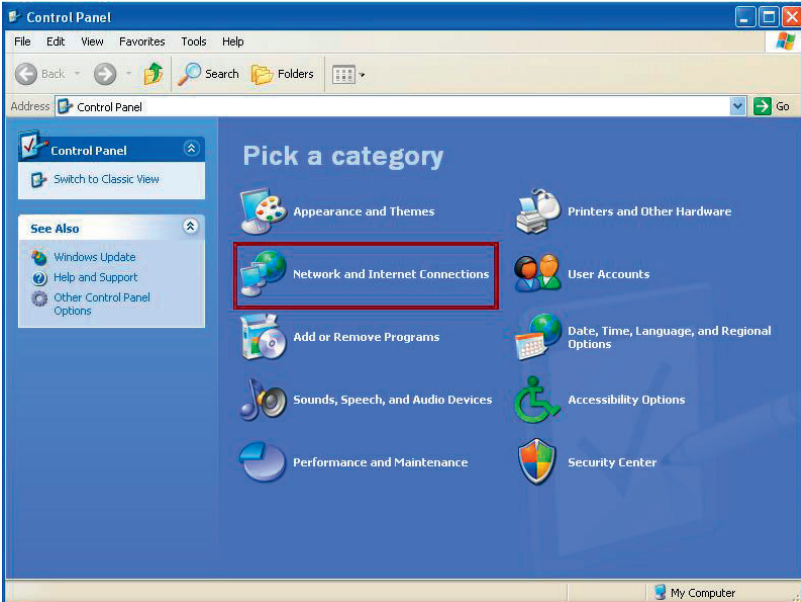 Control Panel
File Edit View Favorites Tools Help
Back Search Folders
Address Control Panel Go
Control Panel
Switch to Classic View
See Also
Windows Update
Help and Support
Other Control Panel
Options
Pick a category
Appearance and Themes
Printers and Other Hardware
Network and Internet Connections
User Accounts
Add or Remove Programs
Date, Time, Language, and Regional
Options
Sounds, Speech, and Audio Devices
Accessibility Options
Performance and Maintenance
Security Center
My Computer